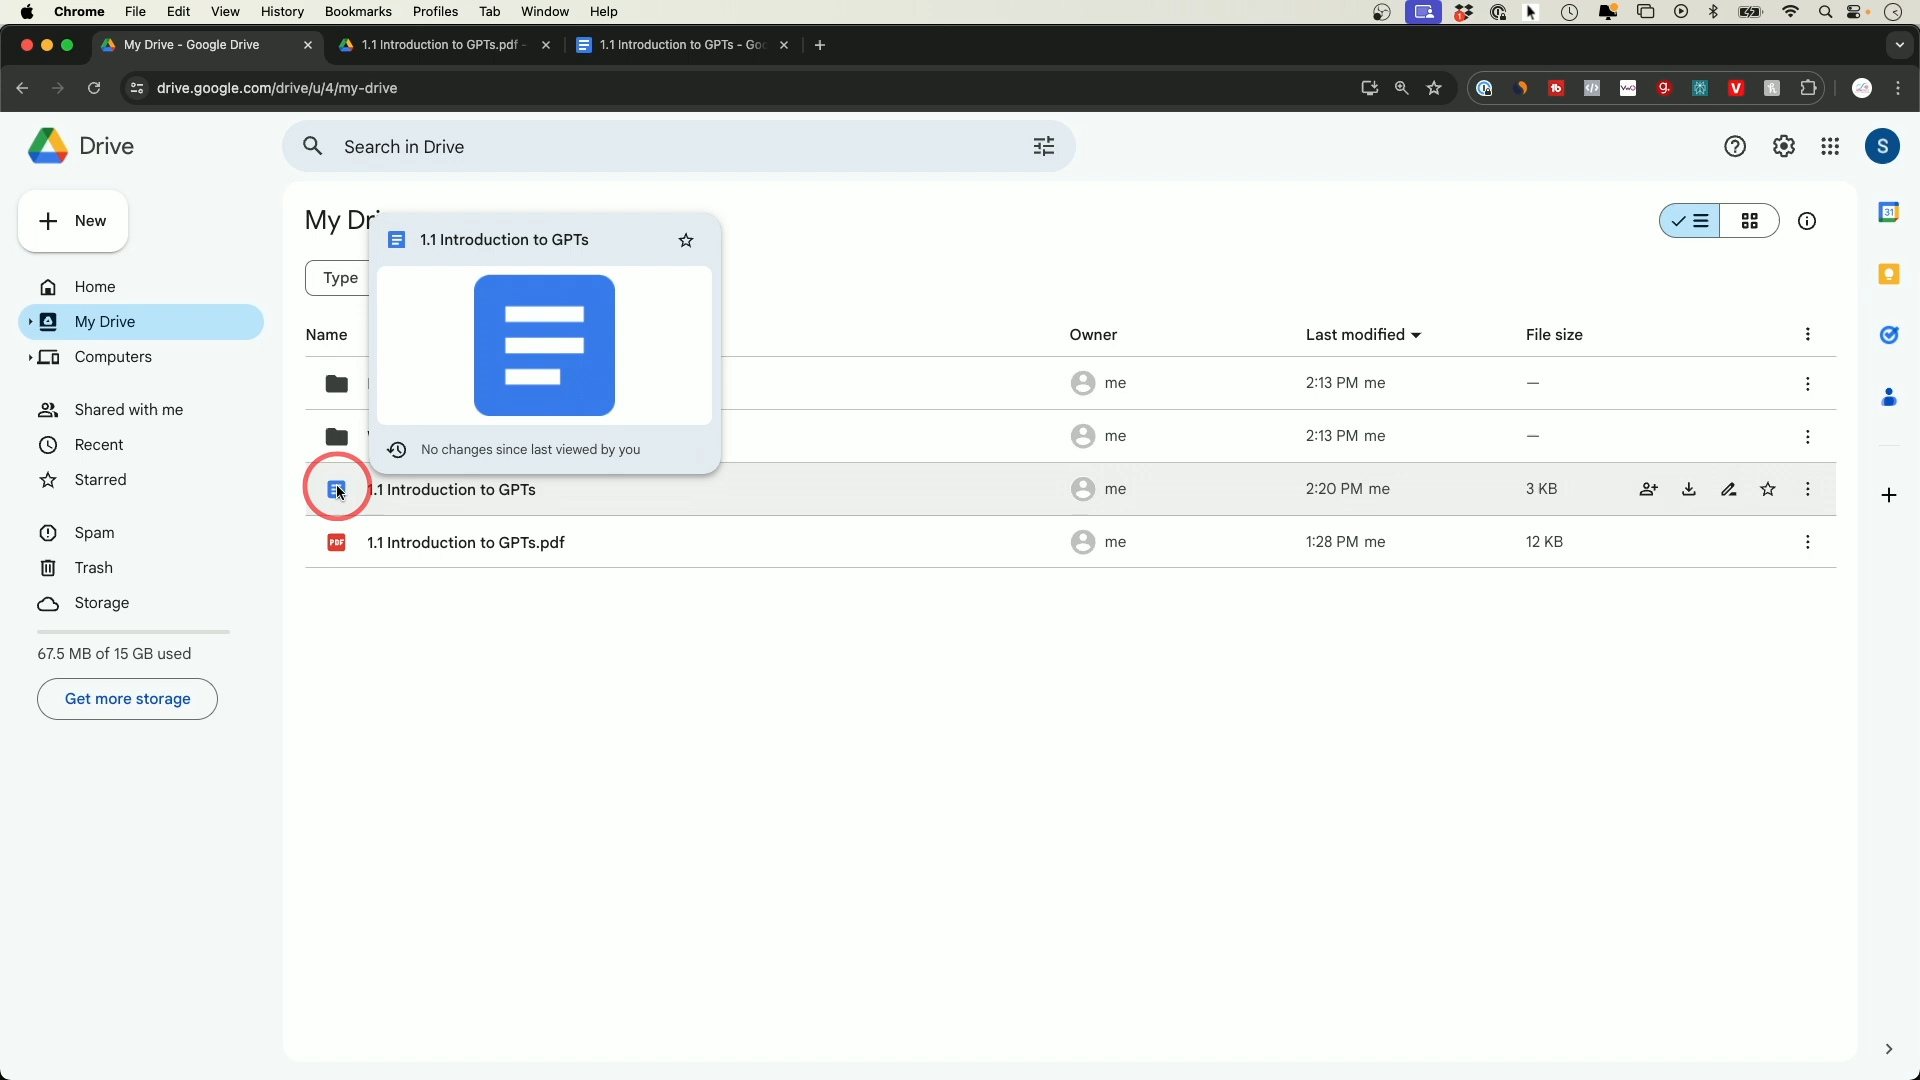 Chrome File Edit View History Bookmarks Profiles Tab Window Help
My Drive - Google Drive 1.1 Introduction to GPTs.pdf - 1.1 Introduction to GPTs - Goo
drive.google.com/drive/u/4/my-drive
Drive
Search in Drive
S
New
My Dri
1.1 Introduction to GPTs
31
Type
Home
My Drive
Computers
Name Owner Last modified File size
me 2:13 PM me —
Shared with me
me 2:13 PM me —
Recent
No changes since last viewed by you
Starred
1.1 Introduction to GPTs me 2:20 PM me 3 KB
Spam
PDF 1.1 Introduction to GPTs.pdf me 1:28 PM me 12 KB
Trash
Storage
67.5 MB of 15 GB used
Get more storage